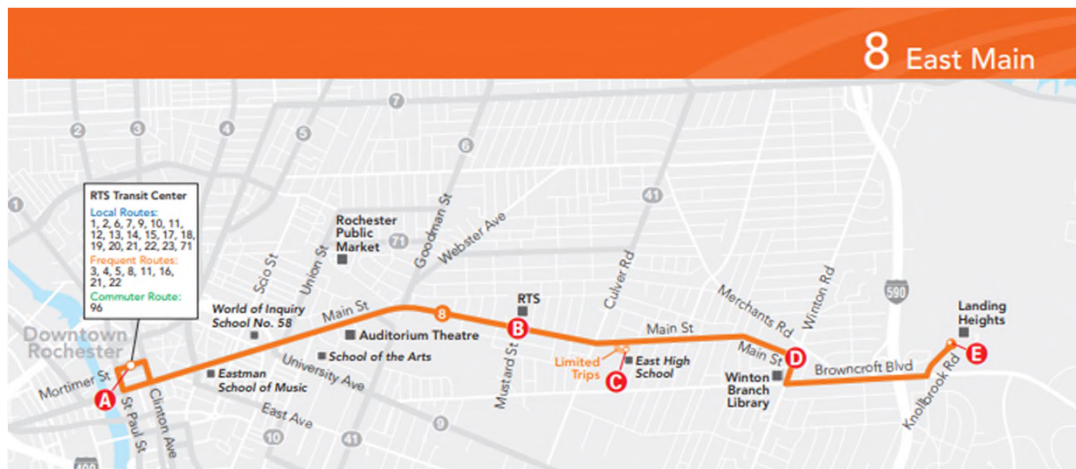 8 East Main
RTS Transit Center
Local Routes:
1, 2, 6, 7, 9, 10, 11,
12, 13, 14, 15, 17, 18,
19, 20, 21, 22, 23, 71
Frequent Routes:
3, 4, 5, 8, 11, 16,
21, 22
Commuter Route:
96
1
2
3
4
5
7
6
41
71
590
Rochester
Public
Market
Scio St
Union St
Goodman St
Webster Ave
Culver Rd
Merchants Rd
Winton Rd
World of Inquiry
School No. 58
Main St
8
RTS
B
Main St
Landing
Heights
Downtown
Rochester
Auditorium Theatre
School of the Arts
University Ave
Limited
Trips
C
East High
School
Main St
D
E
Mortimer St
A
Eastman
School of Music
Mustard St
Winton
Branch
Library
Browncroft Blvd
Knollbrook Rd
St Paul St
Clinton Ave
East Ave
10
41
9